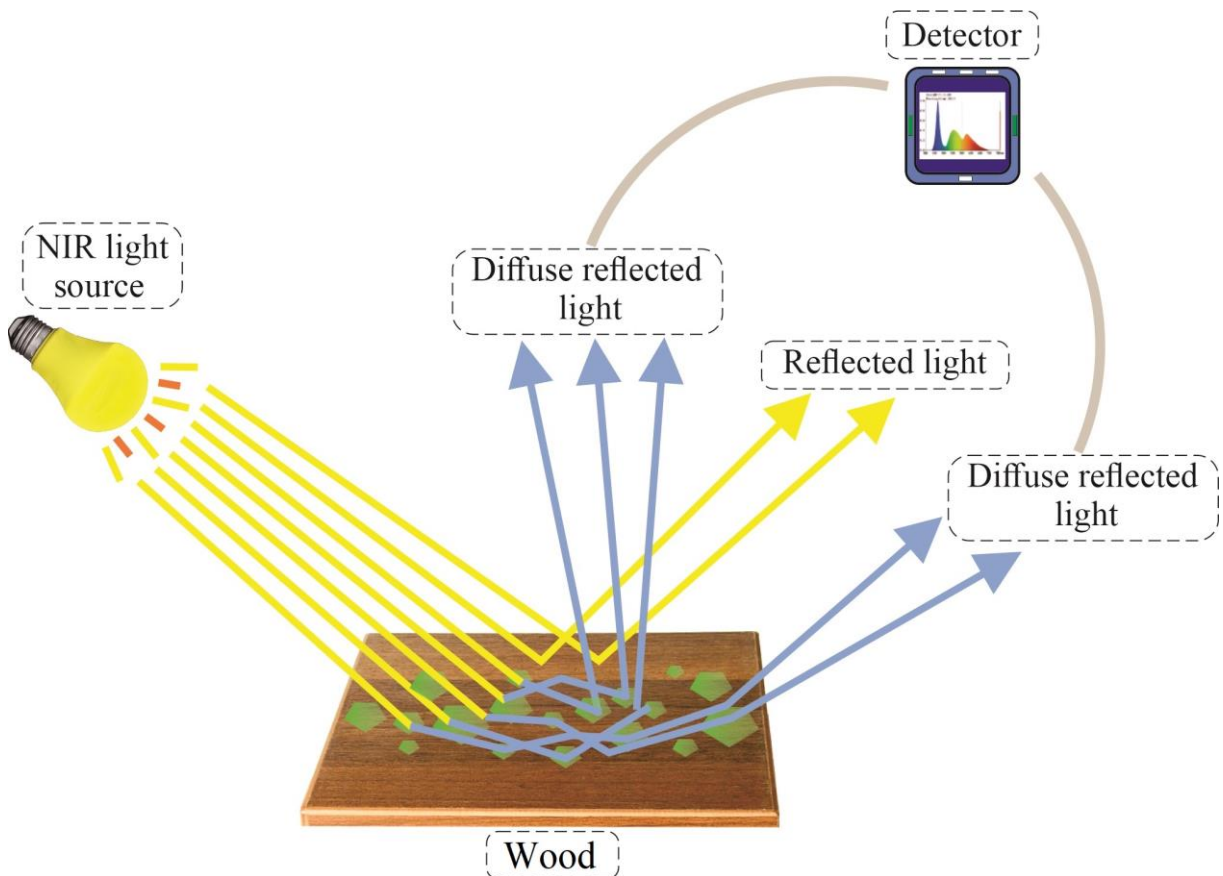 Detector
NIR light
source
Diffuse reflected
light
Reflected light
Diffuse reflected
light
Wood